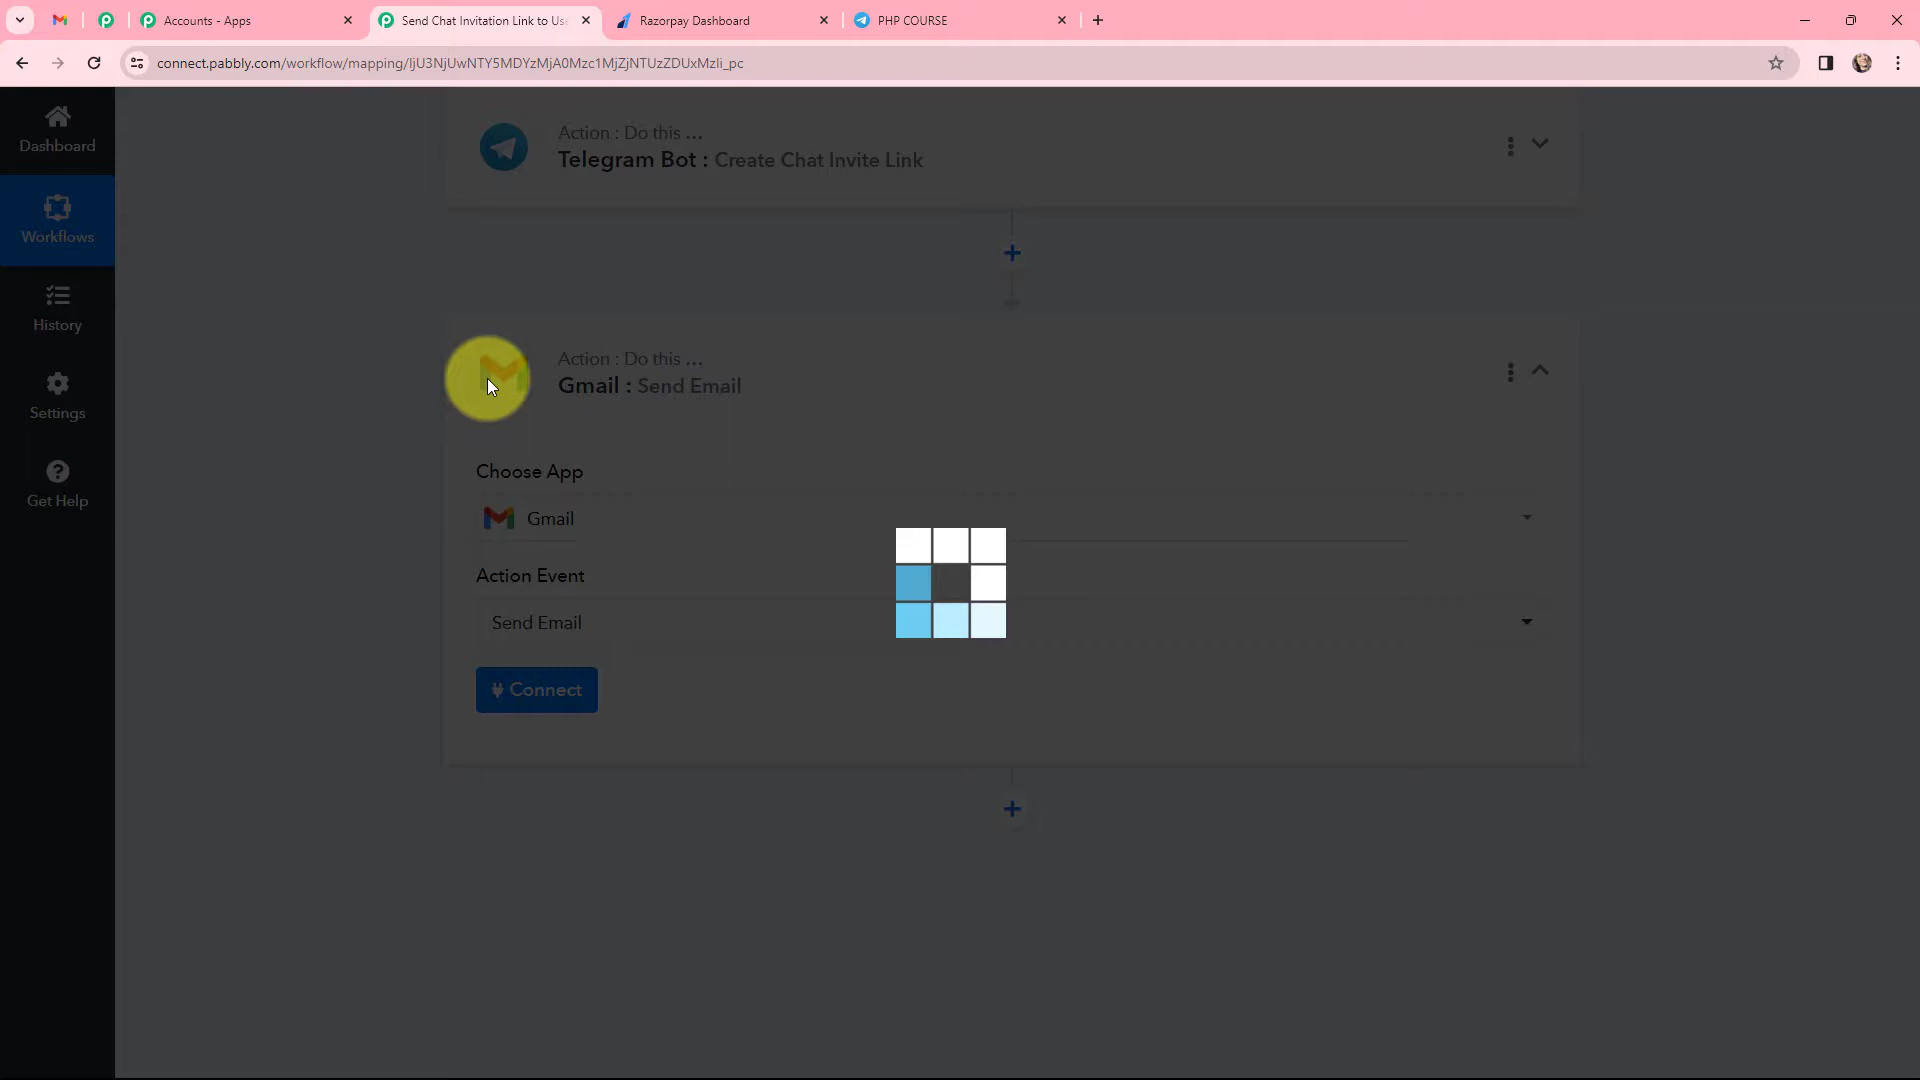 Accounts - Apps
Send Chat Invitation Link to Use
Razorpay Dashboard
PHP COURSE
connect.pabbly.com/workflow/mapping/IjU3NjUwNTY5MDYzMjA0Mzc1MjZjNTUzZDUxMzIi_pc
Dashboard
Workflows
History
Settings
Get Help
Action : Do this ...
Telegram Bot : Create Chat Invite Link
Action : Do this ...
Gmail : Send Email
Choose App
Gmail
Action Event
Send Email
Connect